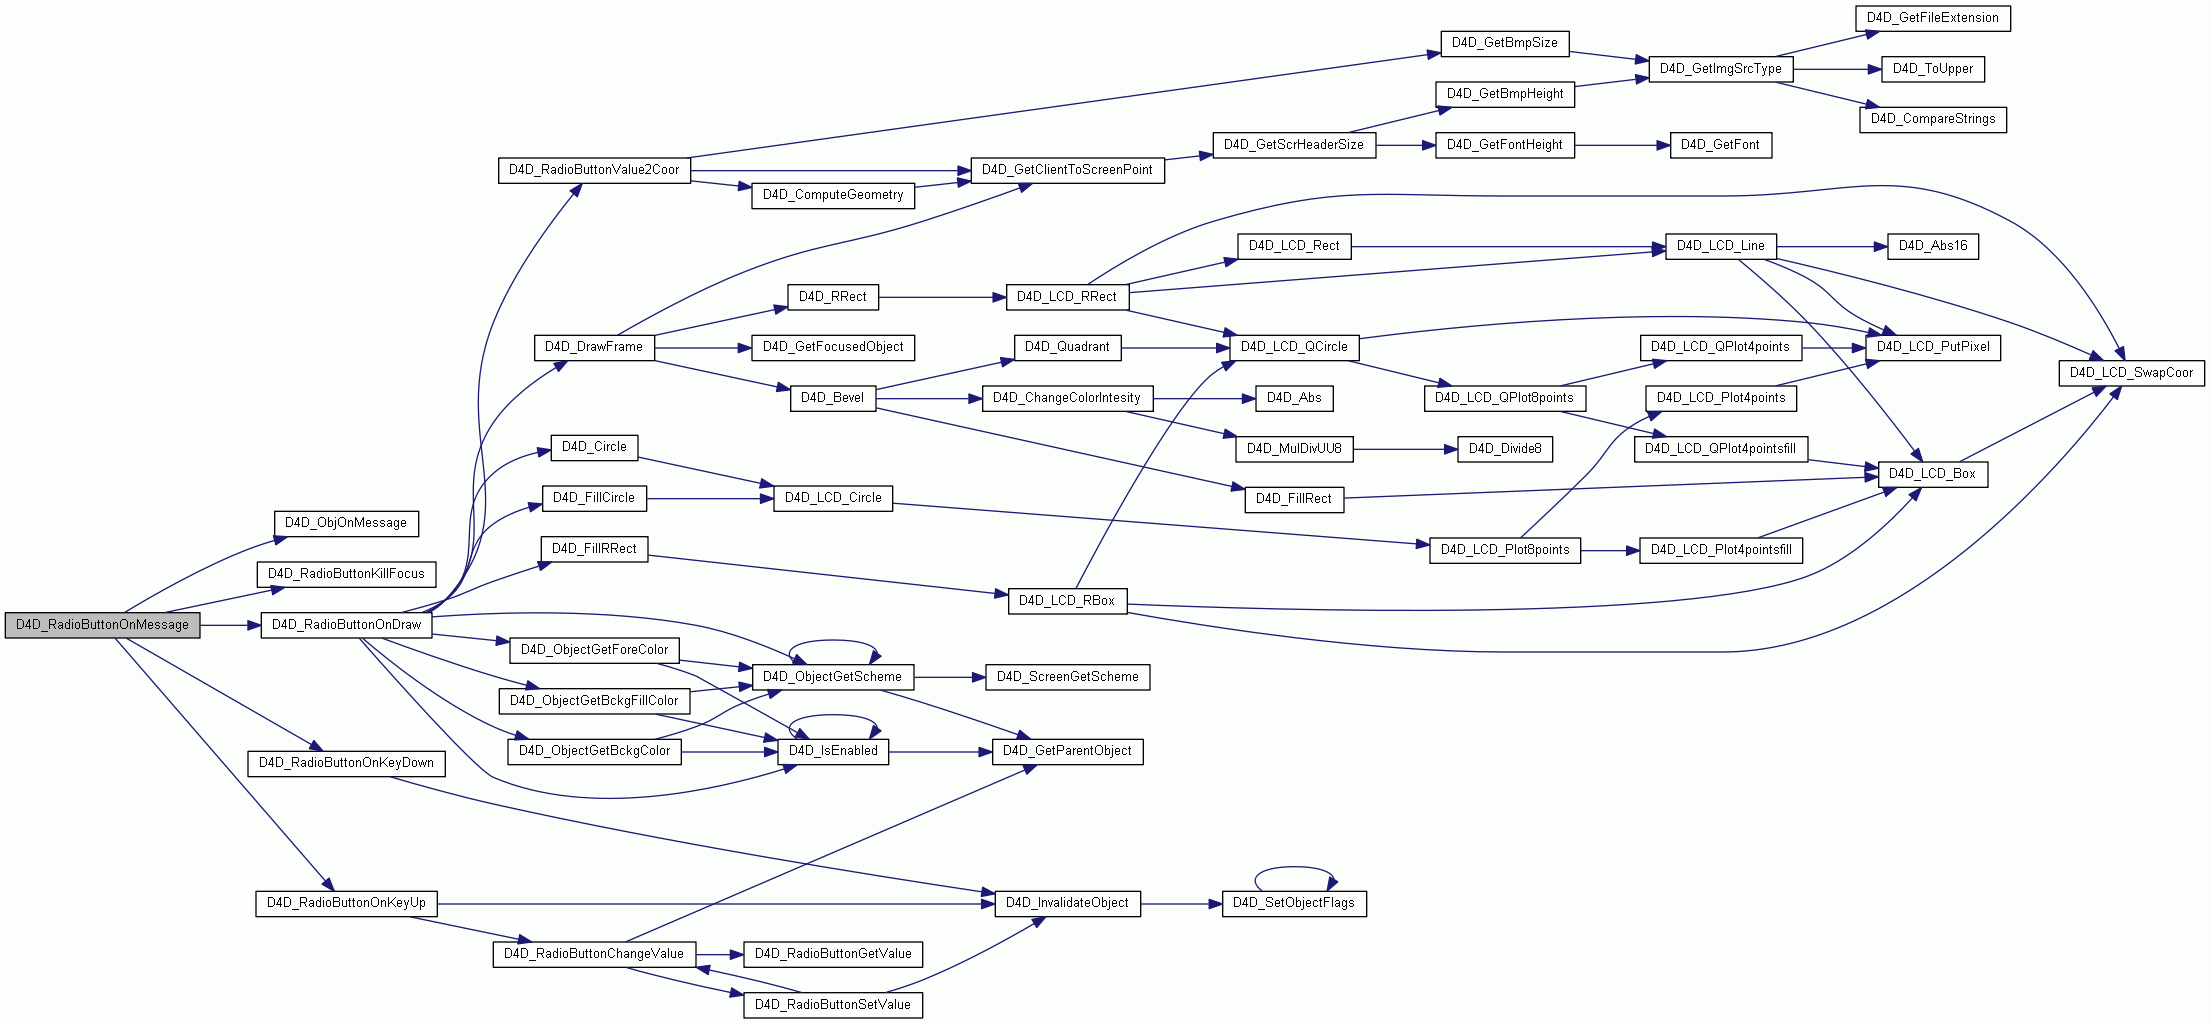 D4D_GetFileExtension
D4D_GetBmpSize
D4D_GetImgSrcType
D4D_ToUpper
D4D_GetBmpHeight
D4D_CompareStrings
D4D_GetScrHeaderSize
D4D_GetFontHeight
D4D_GetFont
D4D_RadioButtonValue2Coor
D4D_GetClientToScreenPoint
D4D_ComputeGeometry
D4D_LCD_Rect
D4D_LCD_Line
D4D_Abs16
D4D_RRect
D4D_LCD_RRect
D4D_DrawFrame
D4D_GetFocusedObject
D4D_Quadrant
D4D_LCD_QCircle
D4D_LCD_QPlot4points
D4D_LCD_PutPixel
D4D_LCD_SwapCoor
D4D_Bevel
D4D_ChangeColorIntesity
D4D_Abs
D4D_LCD_QPlot8points
D4D_LCD_Plot4points
D4D_Circle
D4D_MulDivUU8
D4D_Divide8
D4D_LCD_QPlot4pointsfill
D4D_LCD_Box
D4D_FillCircle
D4D_LCD_Circle
D4D_FillRect
D4D_ObjOnMessage
D4D_FillRRect
D4D_LCD_Plot8points
D4D_LCD_Plot4pointsfill
D4D_RadioButtonKillFocus
D4D_LCD_RBox
D4D_RadioButtonOnMessage
D4D_RadioButtonOnDraw
D4D_ObjectGetForeColor
D4D_ObjectGetScheme
D4D_ScreenGetScheme
D4D_ObjectGetBckgFillColor
D4D_ObjectGetBckgColor
D4D_IsEnabled
D4D_GetParentObject
D4D_RadioButtonOnKeyDown
D4D_RadioButtonOnKeyUp
D4D_InvalidateObject
D4D_SetObjectFlags
D4D_RadioButtonChangeValue
D4D_RadioButtonGetValue
D4D_RadioButtonSetValue